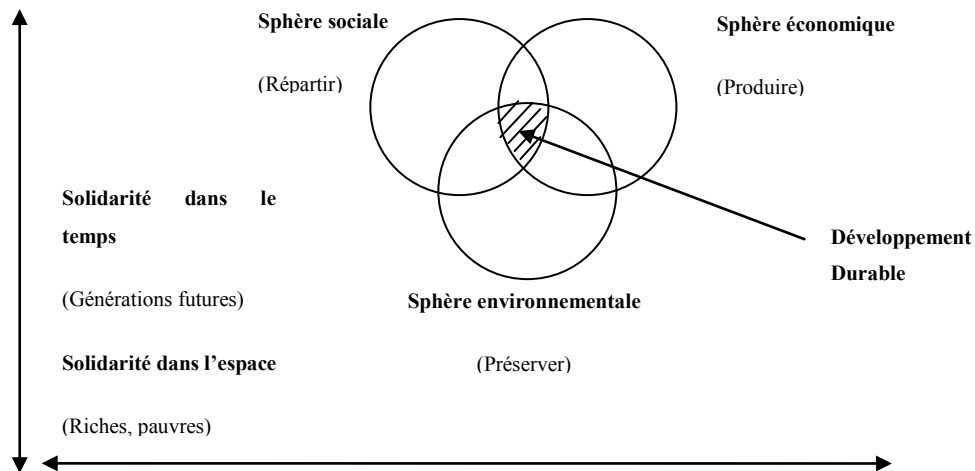 Sphère sociale
(Répartir)
Sphère économique
(Produire)
Solidarité dans le
temps
(Générations futures)
Développement
Durable
Sphère environnementale
(Préserver)
Solidarité dans l’espace
(Riches, pauvres)